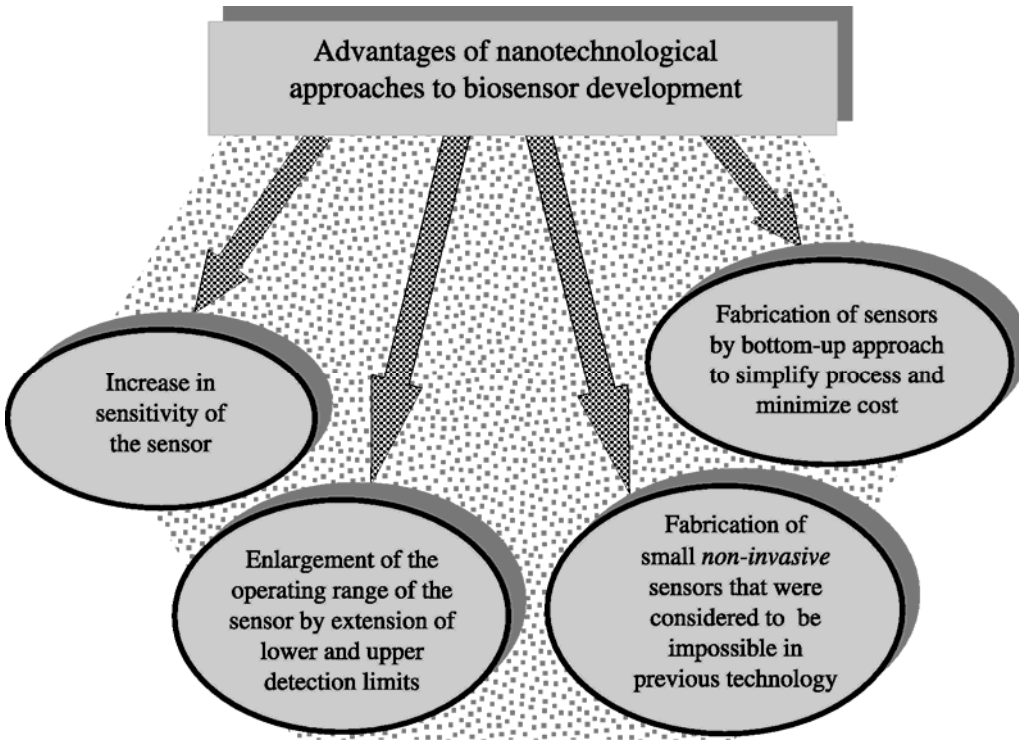 Advantages of nanotechnological
approaches to biosensor development
Increase in
sensitivity of
the sensor
Enlargement of the
operating range of the
sensor by extension of
lower and upper
detection limits
Fabrication of
small non-invasive
sensors that were
considered to be
impossible in
previous technology
Fabrication of sensors
by bottom-up approach
to simplify process and
minimize cost